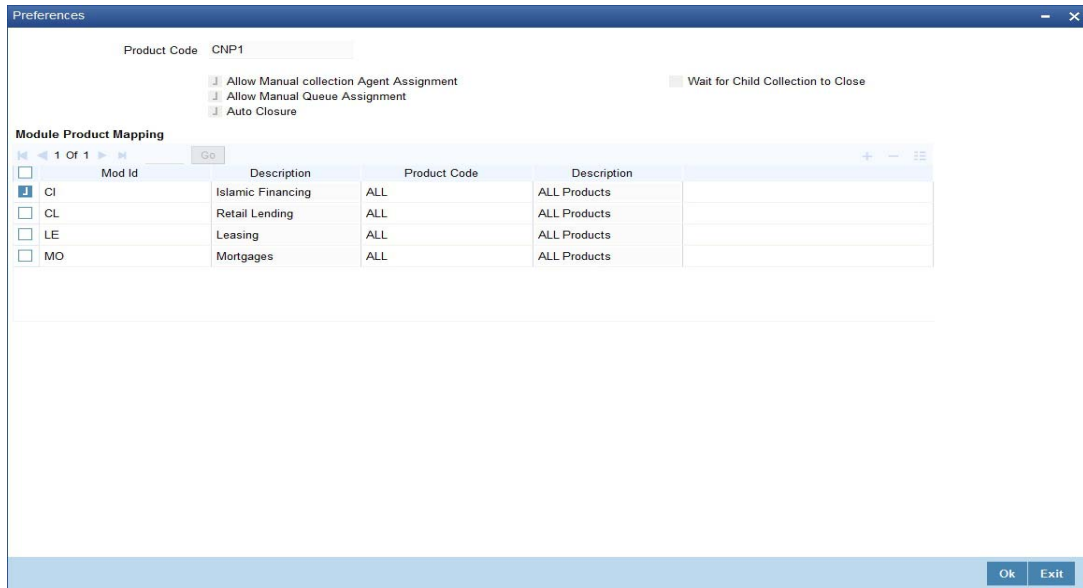 Preferences
Product Code CNP1
Allow Manual collection Agent Assignment Wait for Child Collection to Close
Allow Manual Queue Assignment
Auto Closure
Module Product Mapping
1 Of 1 Go
Mod Id Description Product Code Description
CI Islamic Financing ALL ALL Products
CL Retail Lending ALL ALL Products
LE Leasing ALL ALL Products
MO Mortgages ALL ALL Products
Ok Exit